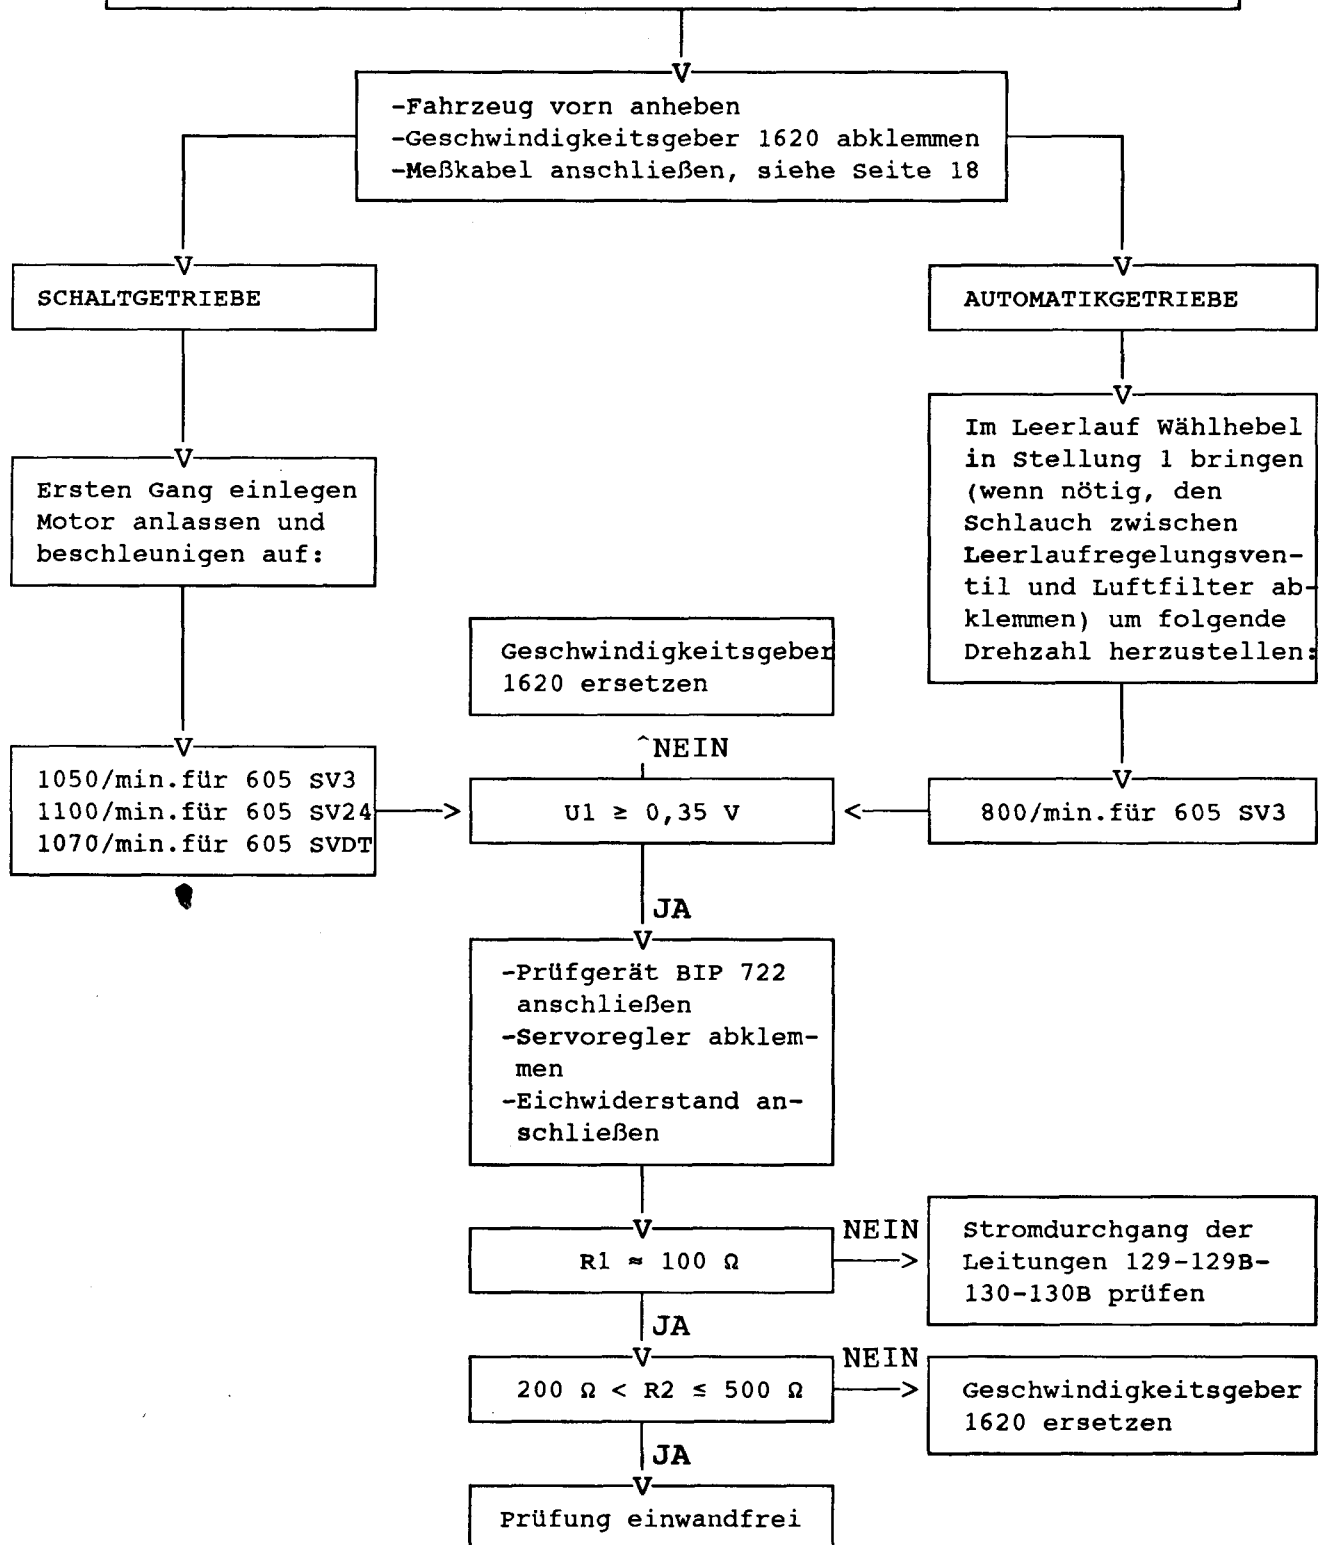 -Fahrzeug vorn anheben
-Geschwindigkeitsgeber 1620 abklemmen
-Meßkabel anschließen, siehe Seite 18
SCHALTGETRIEBE
AUTOMATIKGETRIEBE
Ersten Gang einlegen
Motor anlassen und
beschleunigen auf:
Im Leerlauf Wählhebel
in Stellung 1 bringen
(wenn nötig, den
Schlauch zwischen
Leerlaufregelungsven-
til und Luftfilter ab-
klemmen) um folgende
Drehzahl herzustellen:
Geschwindigkeitsgeber
1620 ersetzen
NEIN
1050/min.für 605 SV3
1100/min.für 605 SV24
1070/min.für 605 SVDT
U1 ≥ 0,35 V
800/min.für 605 SV3
JA
-Prüfgerät BIP 722
anschließen
-Servoregler abklem-
men
-Eichwiderstand an-
schließen
R1 ≈ 100 Ω
NEIN
Stromdurchgang der
Leitungen 129-129B-
130-130B prüfen
JA
200 Ω < R2 ≤ 500 Ω
NEIN
Geschwindigkeitsgeber
1620 ersetzen
JA
Prüfung einwandfrei